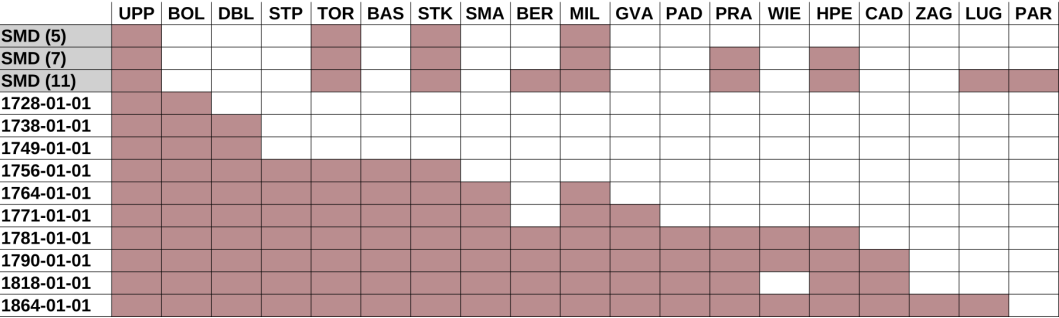 UPP BOL DBL STP TOR BAS STK SMA BER MIL GVA PAD PRA WIE HPE CAD ZAG LUG PAR
SMD (5)
SMD (7)
SMD (11)
1728-01-01
1738-01-01
1749-01-01
1756-01-01
1764-01-01
1771-01-01
1781-01-01
1790-01-01
1818-01-01
1864-01-01